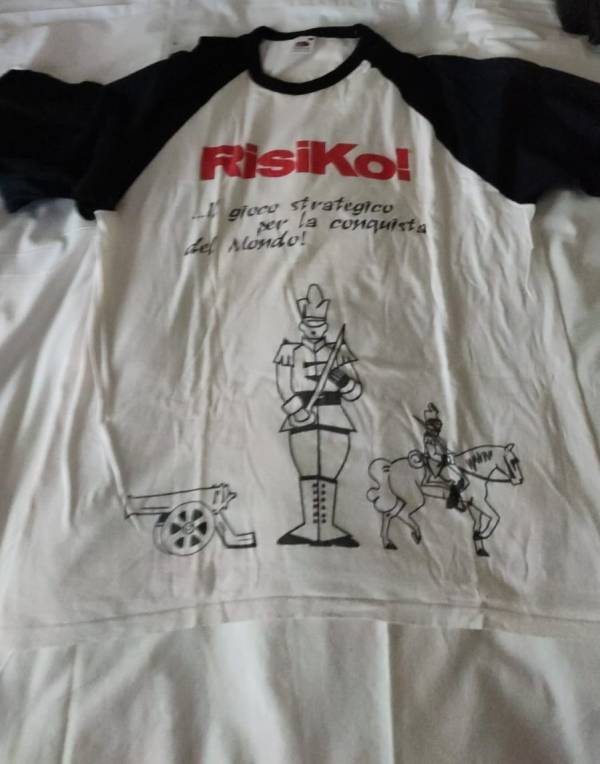 RisiKo!
...Il gioco strategico
per la conquista
del Mondo!